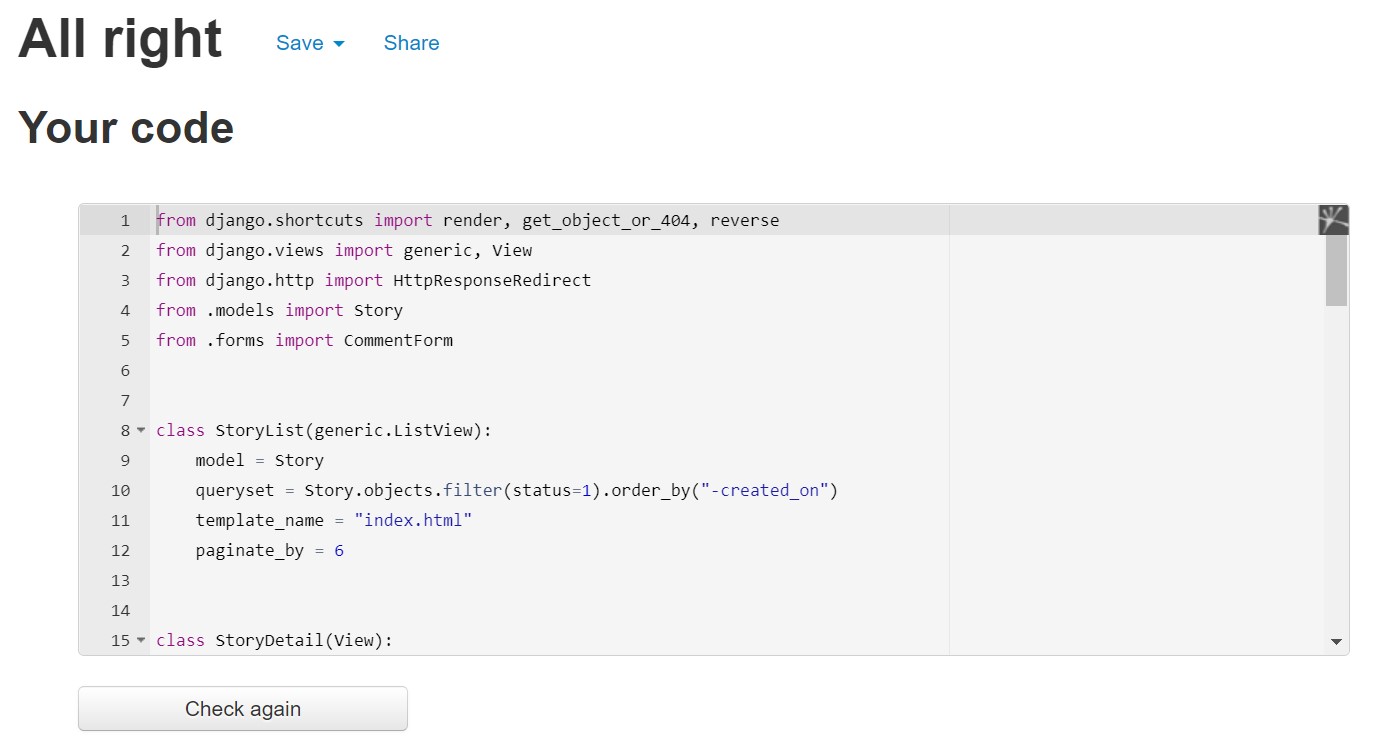 All right Save Share
Your code
1 from django.shortcuts import render, get_object_or_404, reverse
2 from django.views import generic, View
3 from django.http import HttpResponseRedirect
4 from .models import Story
5 from .forms import CommentForm
6
7
8 class StoryList(generic.ListView):
9     model = Story
10     queryset = Story.objects.filter(status=1).order_by("-created_on")
11     template_name = "index.html"
12     paginate_by = 6
13
14
15 class StoryDetail(View):
Check again